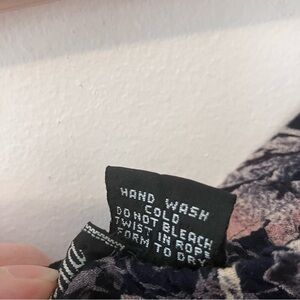 HAND WASH
COLD
DO NOT BLEACH
TWIST IN ROPE
FORM TO DRY